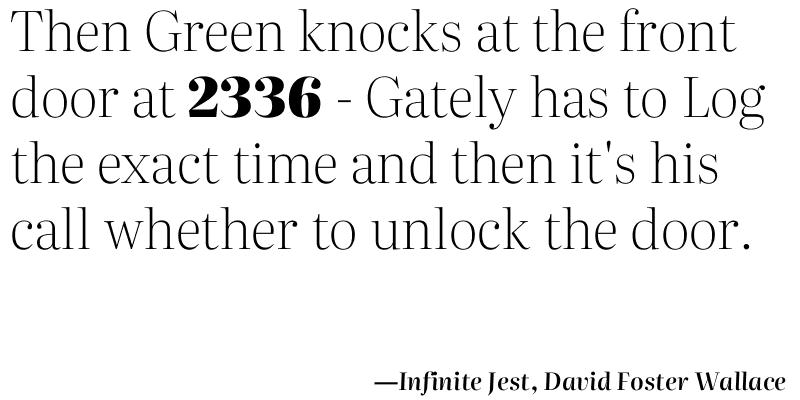 Then Green knocks at the front
door at 2336 - Gately has to Log
the exact time and then it's his
call whether to unlock the door.
—Infinite Jest, David Foster Wallace